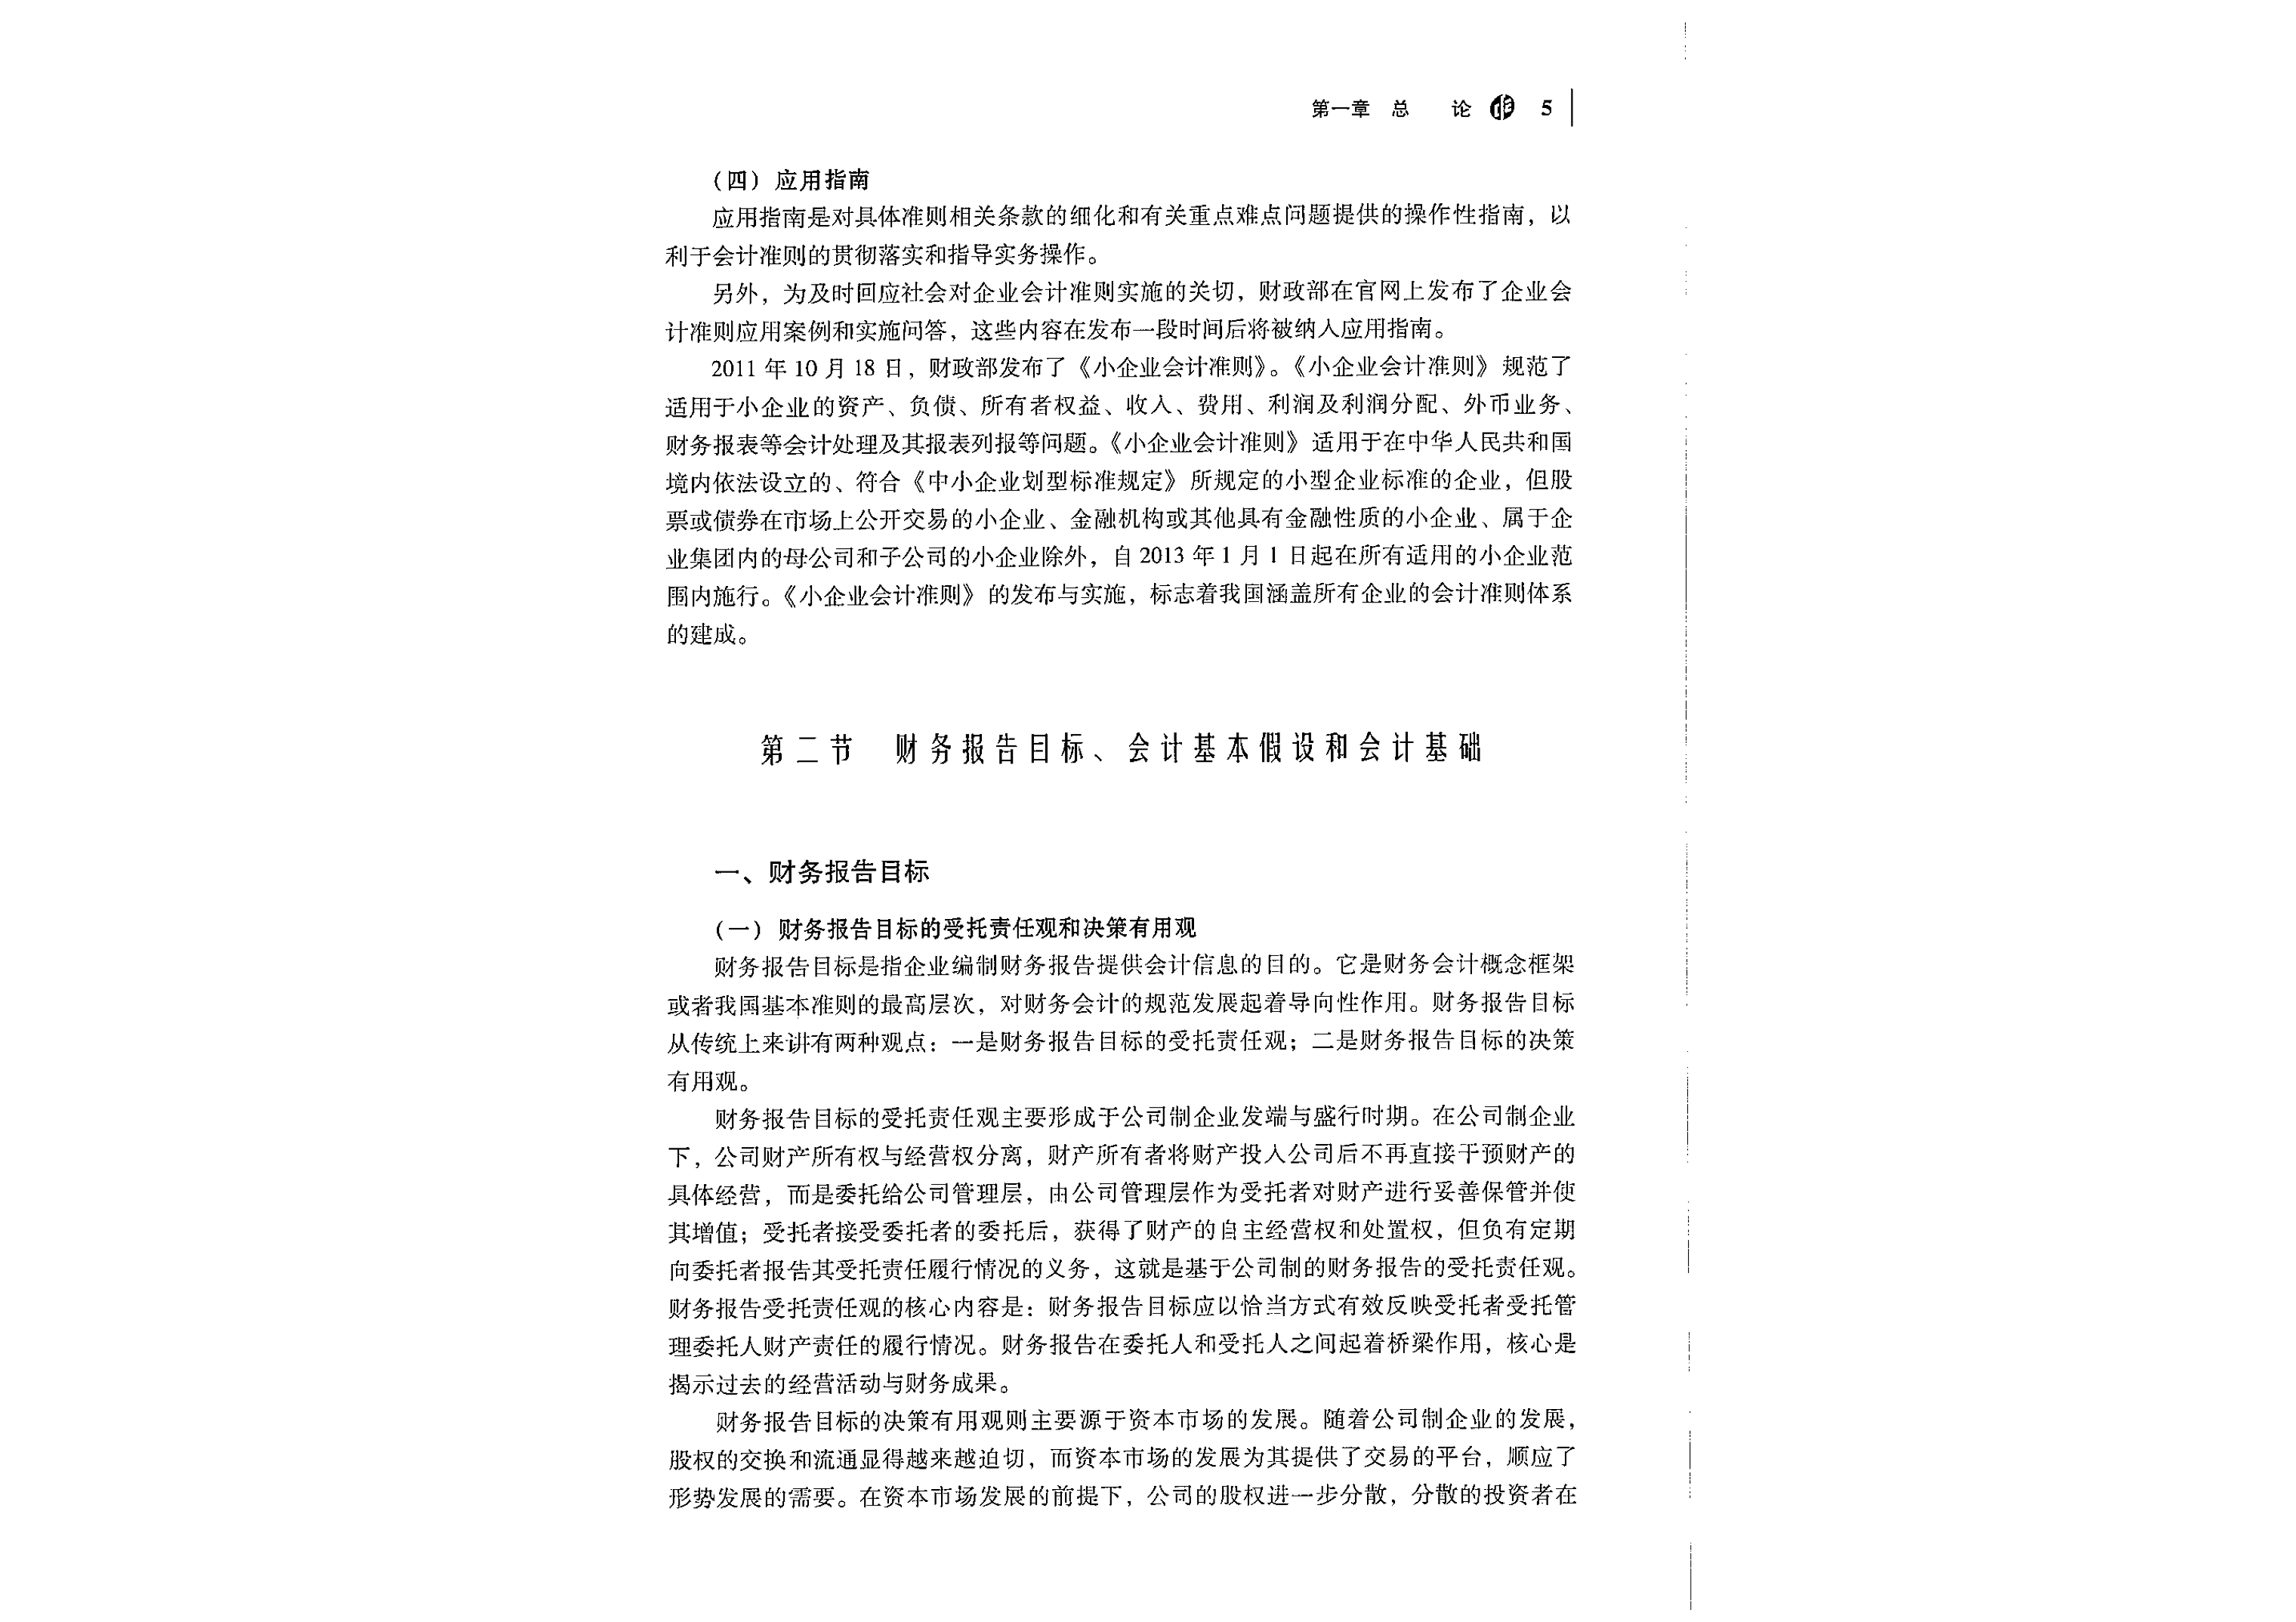 第一章 总 论 5
（四）应用指南
应用指南是对具体准则相关条款的细化和有关重点难点问题提供的操作性指南，以
利于会计准则的贯彻落实和指导实务操作。
另外，为及时回应社会对企业会计准则实施的关切，财政部在官网上发布了企业会
计准则应用案例和实施问答，这些内容在发布一段时间后将被纳入应用指南。
2011 年 10 月 18 日，财政部发布了《小企业会计准则》。《小企业会计准则》规范了
适用于小企业的资产、负债、所有者权益、收入、费用、利润及利润分配、外币业务、
财务报表等会计处理及其报表列报等问题。《小企业会计准则》适用于在中华人民共和国
境内依法设立的、符合《中小企业划型标准规定》所规定的小型企业标准的企业，但股
票或债券在市场上公开交易的小企业、金融机构或其他具有金融性质的小企业、属于企
业集团内的母公司和子公司的小企业除外，自 2013 年 1 月 1 日起在所有适用的小企业范
围内施行。《小企业会计准则》的发布与实施，标志着我国涵盖所有企业的会计准则体系
的建成。
第二节 财务报告目标、会计基本假设和会计基础
一、财务报告目标
（一）财务报告目标的受托责任观和决策有用观
财务报告目标是指企业编制财务报告提供会计信息的目的。它是财务会计概念框架
或者我国基本准则的最高层次，对财务会计的规范发展起着导向性作用。财务报告目标
从传统上来讲有两种观点：一是财务报告目标的受托责任观；二是财务报告目标的决策
有用观。
财务报告目标的受托责任观主要形成于公司制企业发端与盛行时期。在公司制企业
下，公司财产所有权与经营权分离，财产所有者将财产投入公司后不再直接干预财产的
具体经营，而是委托给公司管理层，由公司管理层作为受托者对财产进行妥善保管并使
其增值；受托者接受委托者的委托后，获得了财产的自主经营权和处置权，但负有定期
向委托者报告其受托责任履行情况的义务，这就是基于公司制的财务报告的受托责任观。
财务报告受托责任观的核心内容是：财务报告目标应以恰当方式有效反映受托者受托管
理委托人财产责任的履行情况。财务报告在委托人和受托人之间起着桥梁作用，核心是
揭示过去的经营活动与财务成果。
财务报告目标的决策有用观则主要源于资本市场的发展。随着公司制企业的发展，
股权的交换和流通显得越来越迫切，而资本市场的发展为其提供了交易的平台，顺应了
形势发展的需要。在资本市场发展的前提下，公司的股权进一步分散，分散的投资者在